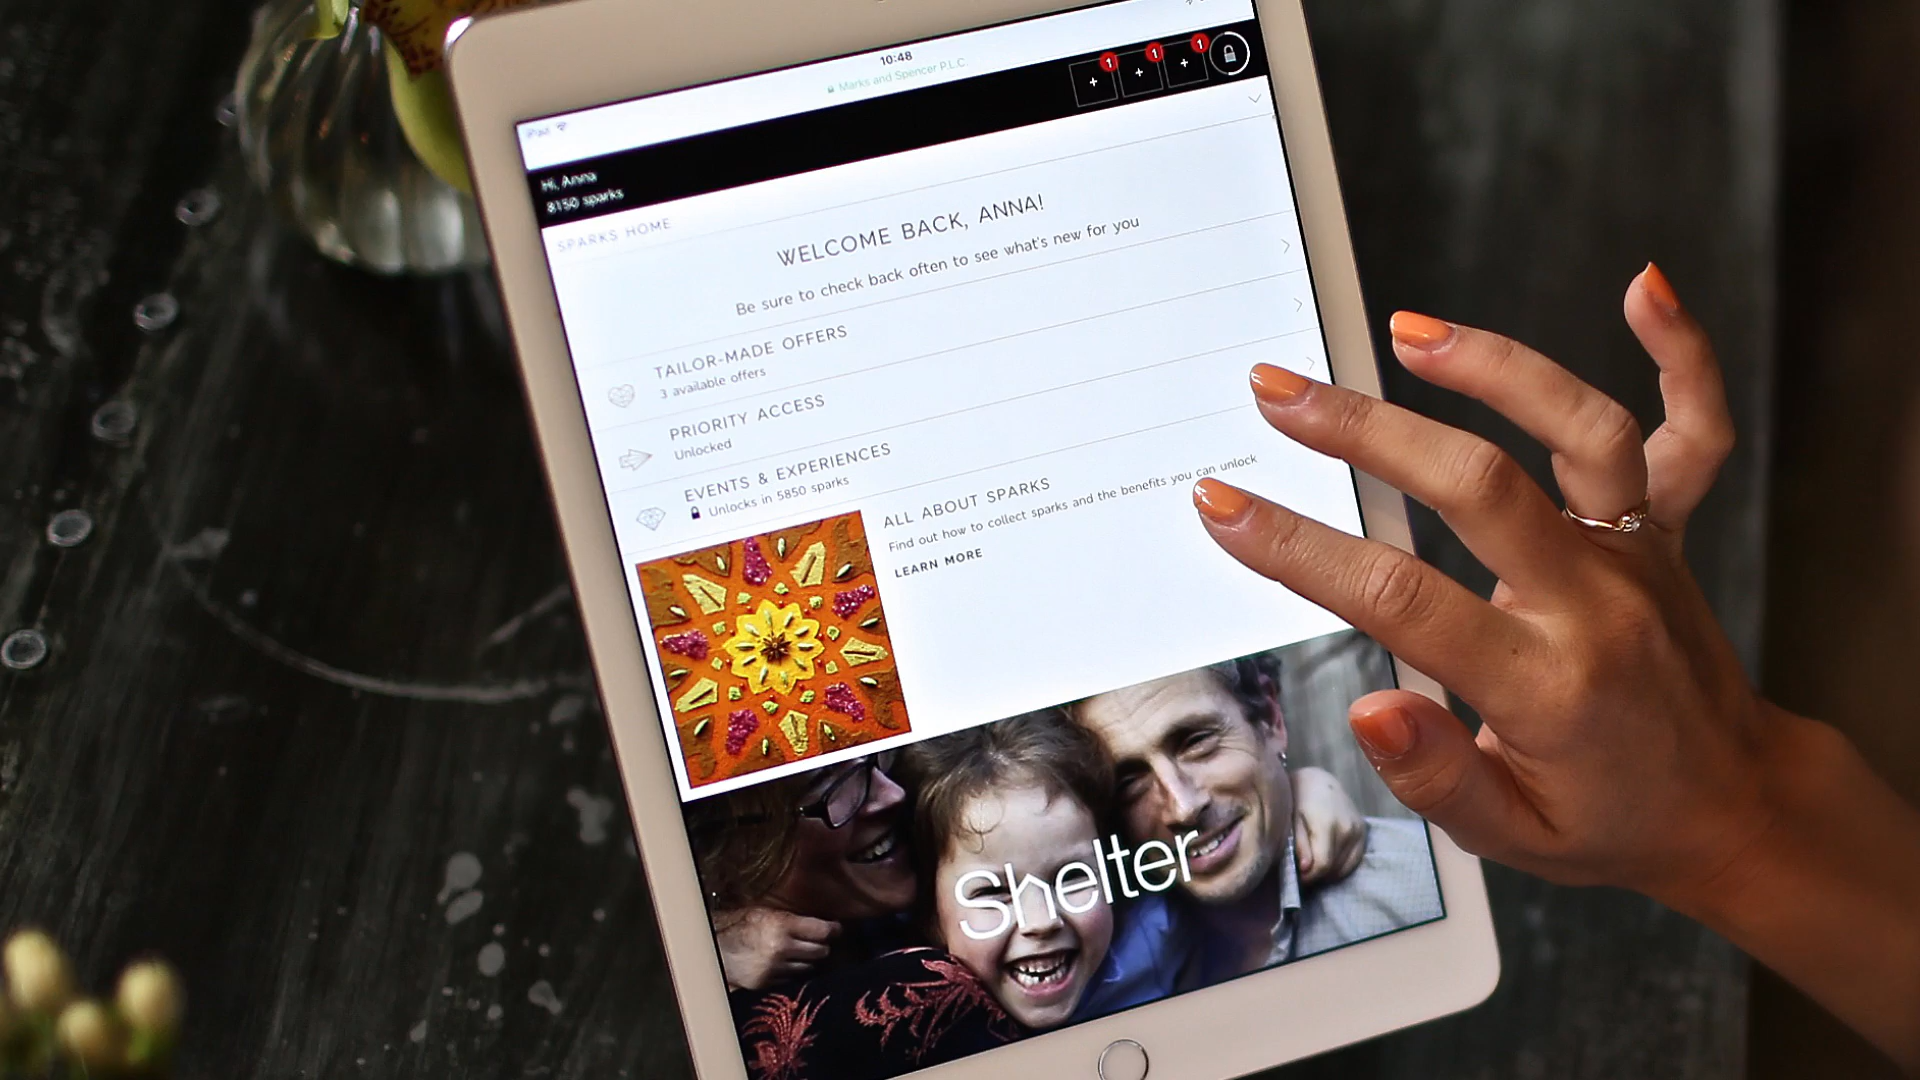 iPad
10:48
Marks and Spencer P.L.C.
+ 1 + 1 + 1
Hi, Anna
8150 sparks
SPARKS HOME
WELCOME BACK, ANNA!
Be sure to check back often to see what's new for you
TAILOR-MADE OFFERS
3 available offers
PRIORITY ACCESS
Unlocked
EVENTS & EXPERIENCES
Unlocks in 5850 sparks
ALL ABOUT SPARKS
Find out how to collect sparks and the benefits you can unlock
LEARN MORE
Shelter